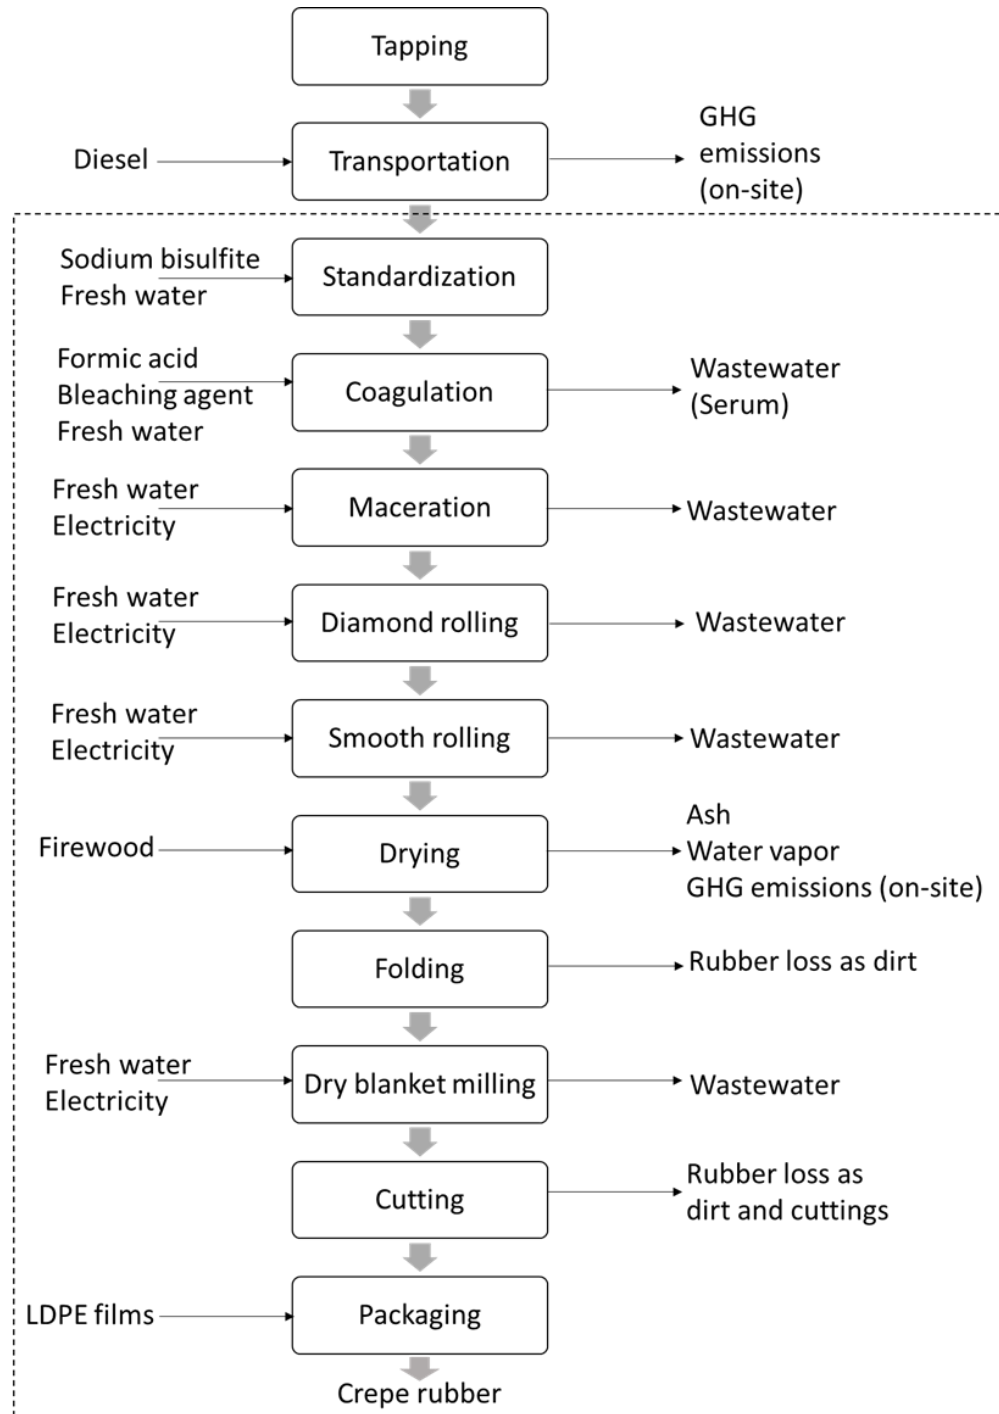 Tapping
Diesel
Transportation
GHG
emissions
(on-site)
Sodium bisulfite
Fresh water
Standardization
Formic acid
Bleaching agent
Fresh water
Coagulation
Wastewater
(Serum)
Fresh water
Electricity
Maceration
Wastewater
Fresh water
Electricity
Diamond rolling
Wastewater
Fresh water
Electricity
Smooth rolling
Wastewater
Firewood
Drying
Ash
Water vapor
GHG emissions (on-site)
Folding
Rubber loss as dirt
Fresh water
Electricity
Dry blanket milling
Wastewater
Cutting
Rubber loss as
dirt and cuttings
LDPE films
Packaging
Crepe rubber